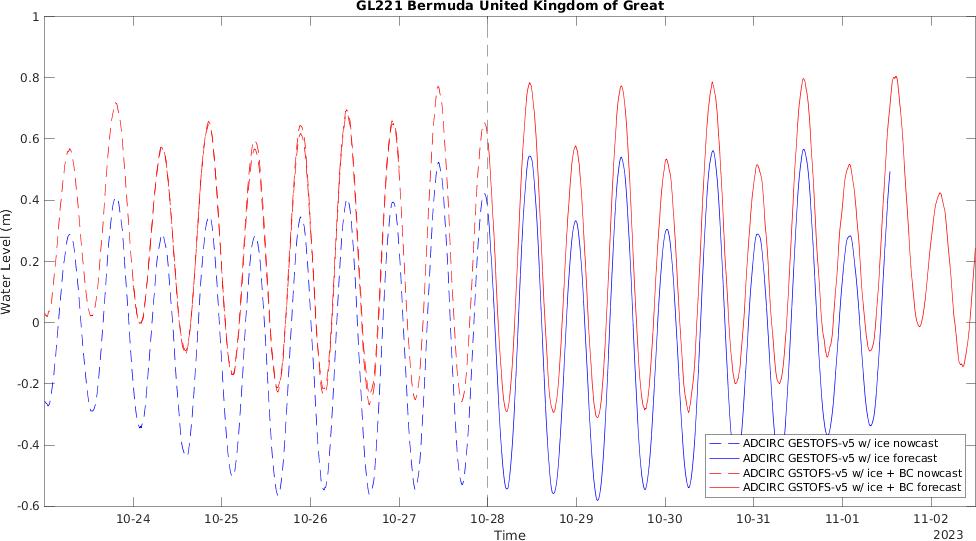 GL221 Bermuda United Kingdom of Great
1
0.8
0.6
0.4
0.2
0
-0.2
-0.4
-0.6
Water Level (m)
ADCIRC GESTOFS-v5 w/ ice nowcast
ADCIRC GESTOFS-v5 w/ ice forecast
ADCIRC GSTOFS-v5 w/ ice + BC nowcast
ADCIRC GSTOFS-v5 w/ ice + BC forecast
10-24 10-25 10-26 10-27 10-28 10-29 10-30 10-31 11-01 11-02
Time
2023